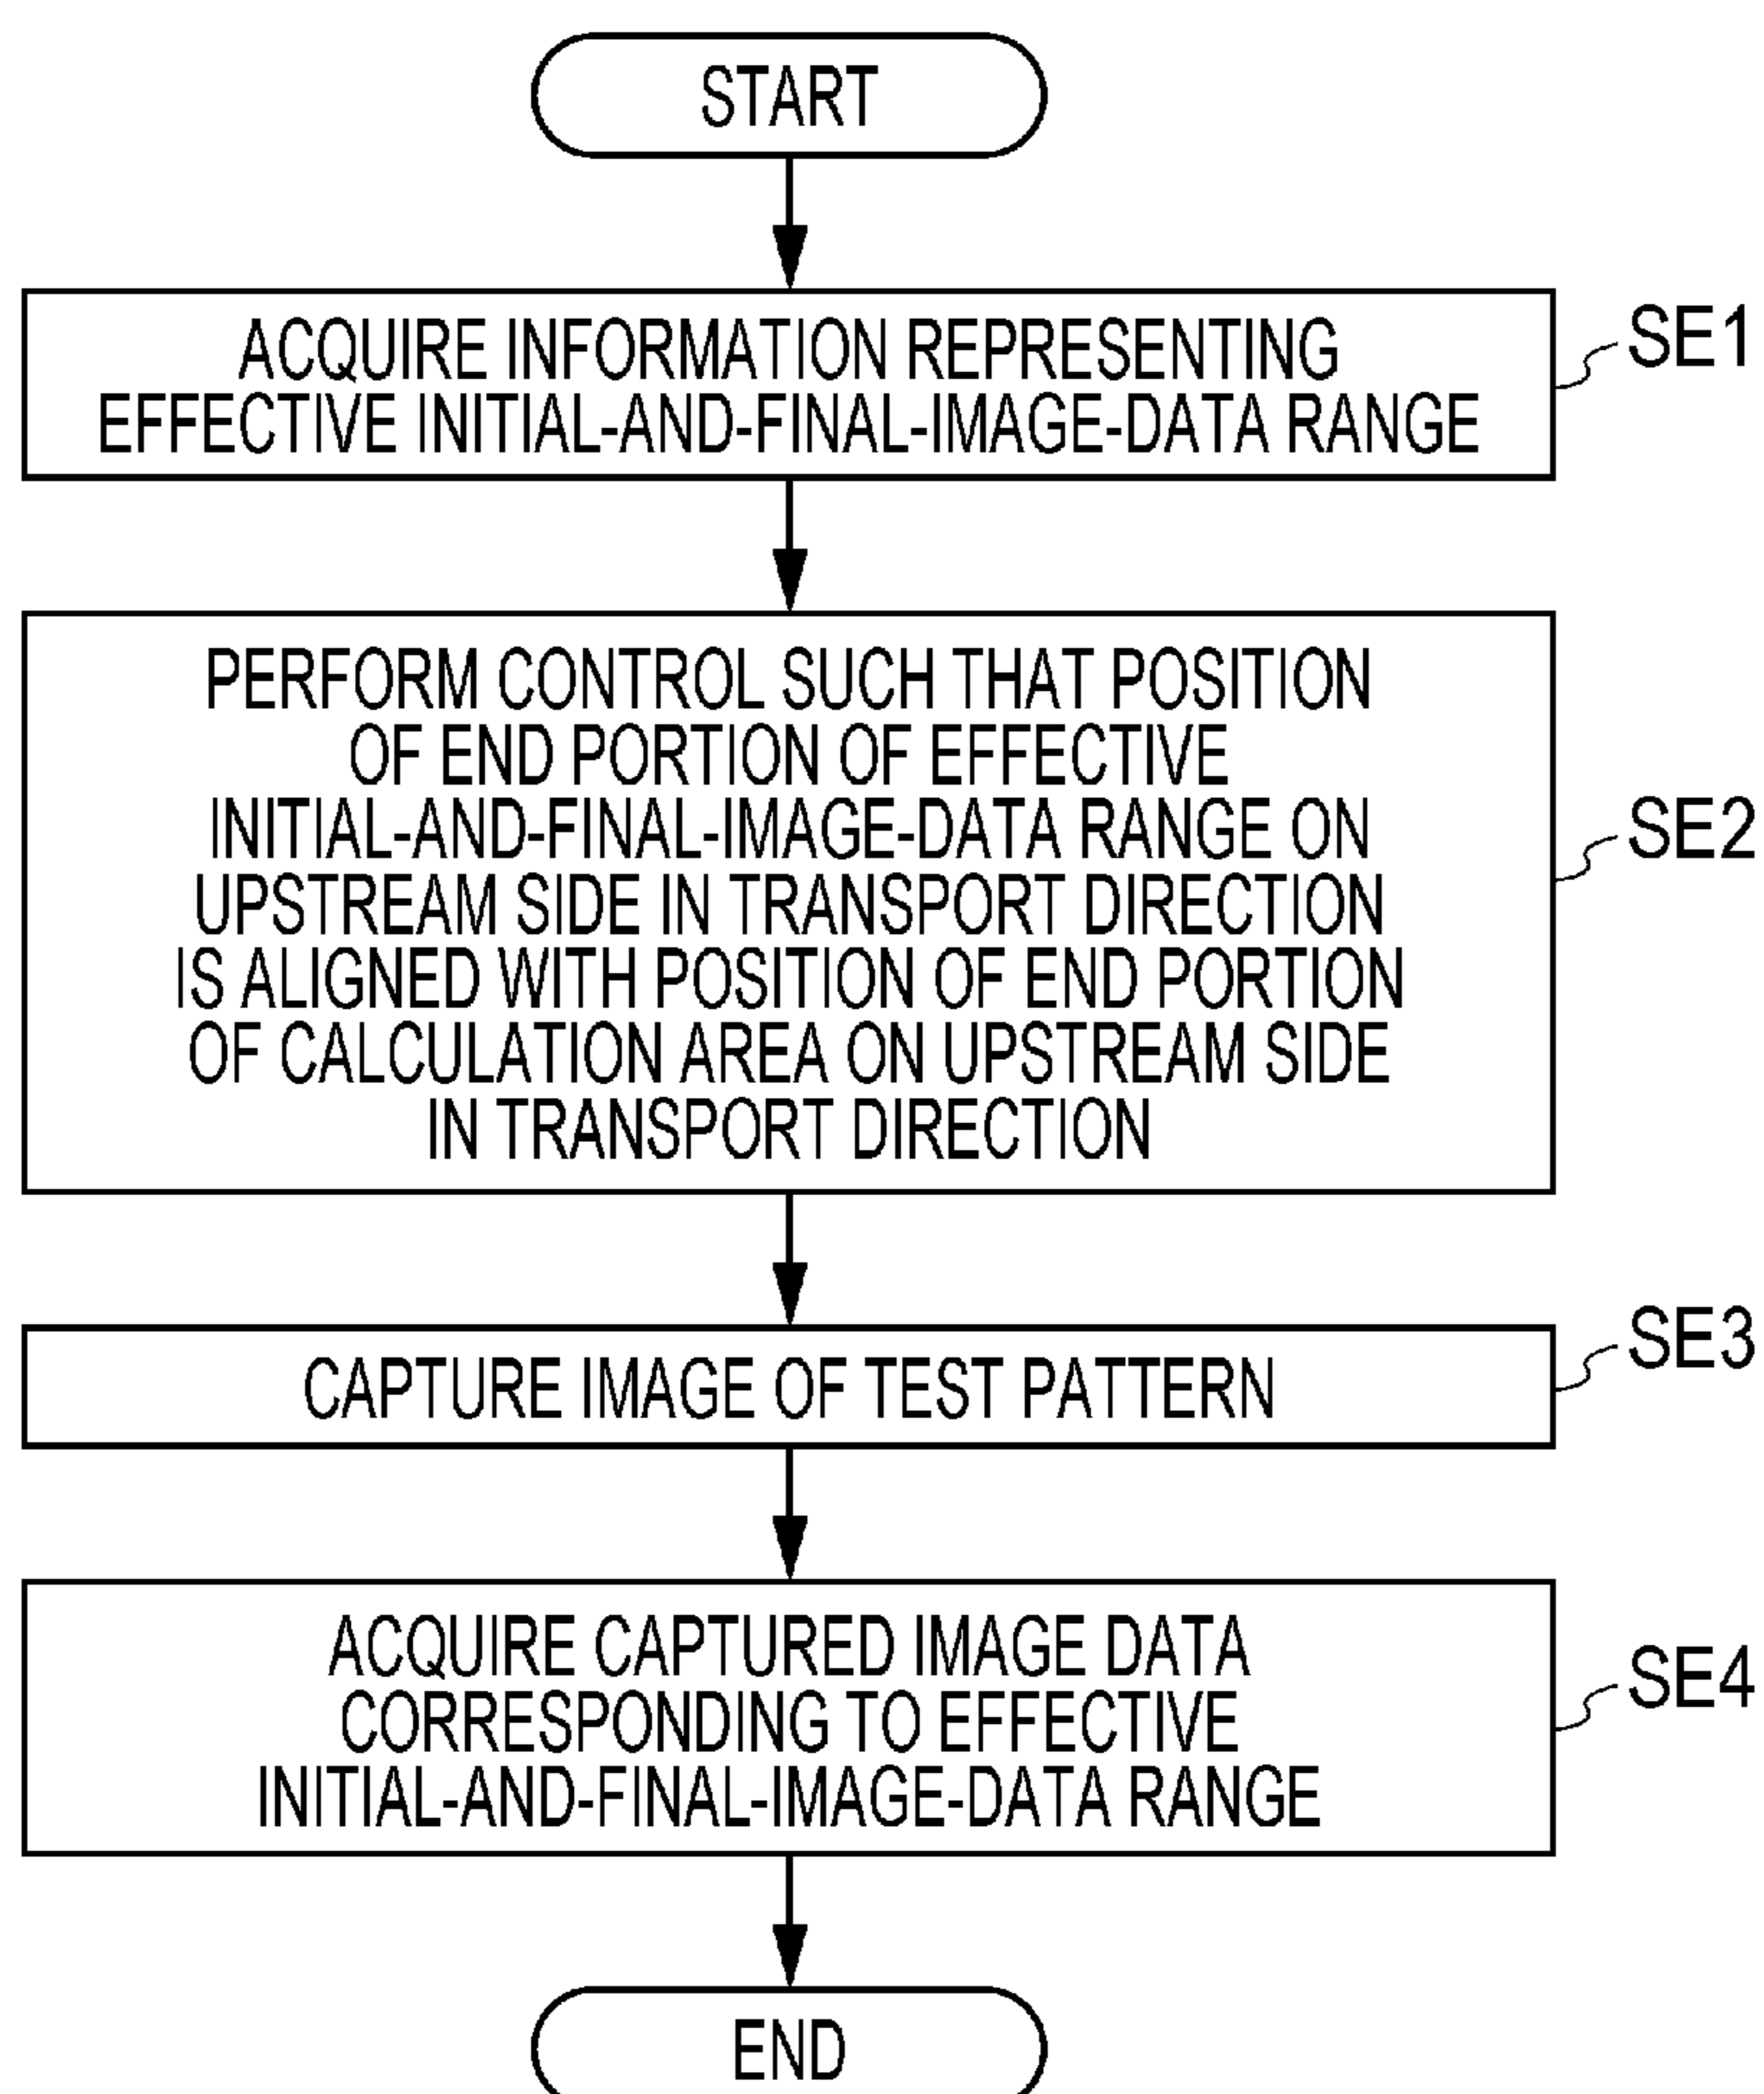 START
ACQUIRE INFORMATION REPRESENTING
EFFECTIVE INITIAL-AND-FINAL-IMAGE-DATA RANGE
SE1
PERFORM CONTROL SUCH THAT POSITION
OF END PORTION OF EFFECTIVE
INITIAL-AND-FINAL-IMAGE-DATA RANGE ON
UPSTREAM SIDE IN TRANSPORT DIRECTION
IS ALIGNED WITH POSITION OF END PORTION
OF CALCULATION AREA ON UPSTREAM SIDE
IN TRANSPORT DIRECTION
SE2
CAPTURE IMAGE OF TEST PATTERN
SE3
ACQUIRE CAPTURED IMAGE DATA
CORRESPONDING TO EFFECTIVE
INITIAL-AND-FINAL-IMAGE-DATA RANGE
SE4
END